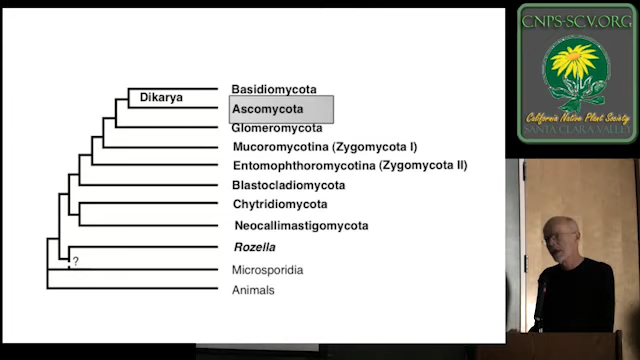 CNPS-SCV.ORG
California Native Plant Society
SANTA CLARA VALLEY
Dikarya
Basidiomycota
Ascomycota
Glomeromycota
Mucoromycotina (Zygomycota I)
Entomophthoromycotina (Zygomycota II)
Blastocladiomycota
Chytridiomycota
Neocallimastigomycota
Rozella
?
Microsporidia
Animals